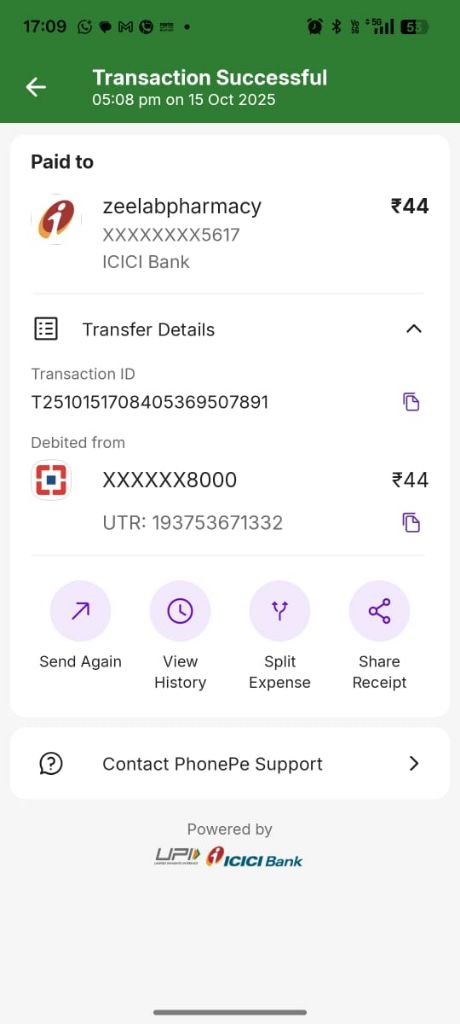 17:09
5G
Transaction Successful
05:08 pm on 15 Oct 2025
Paid to
zeelabpharmacy ₹44
XXXXXXXX5617
ICICI Bank
Transfer Details
Transaction ID
T2510151708405369507891
Debited from
XXXXXX8000 ₹44
UTR: 193753671332
Send Again
View
History
Split
Expense
Share
Receipt
Contact PhonePe Support
Powered by
UPI ICICI Bank